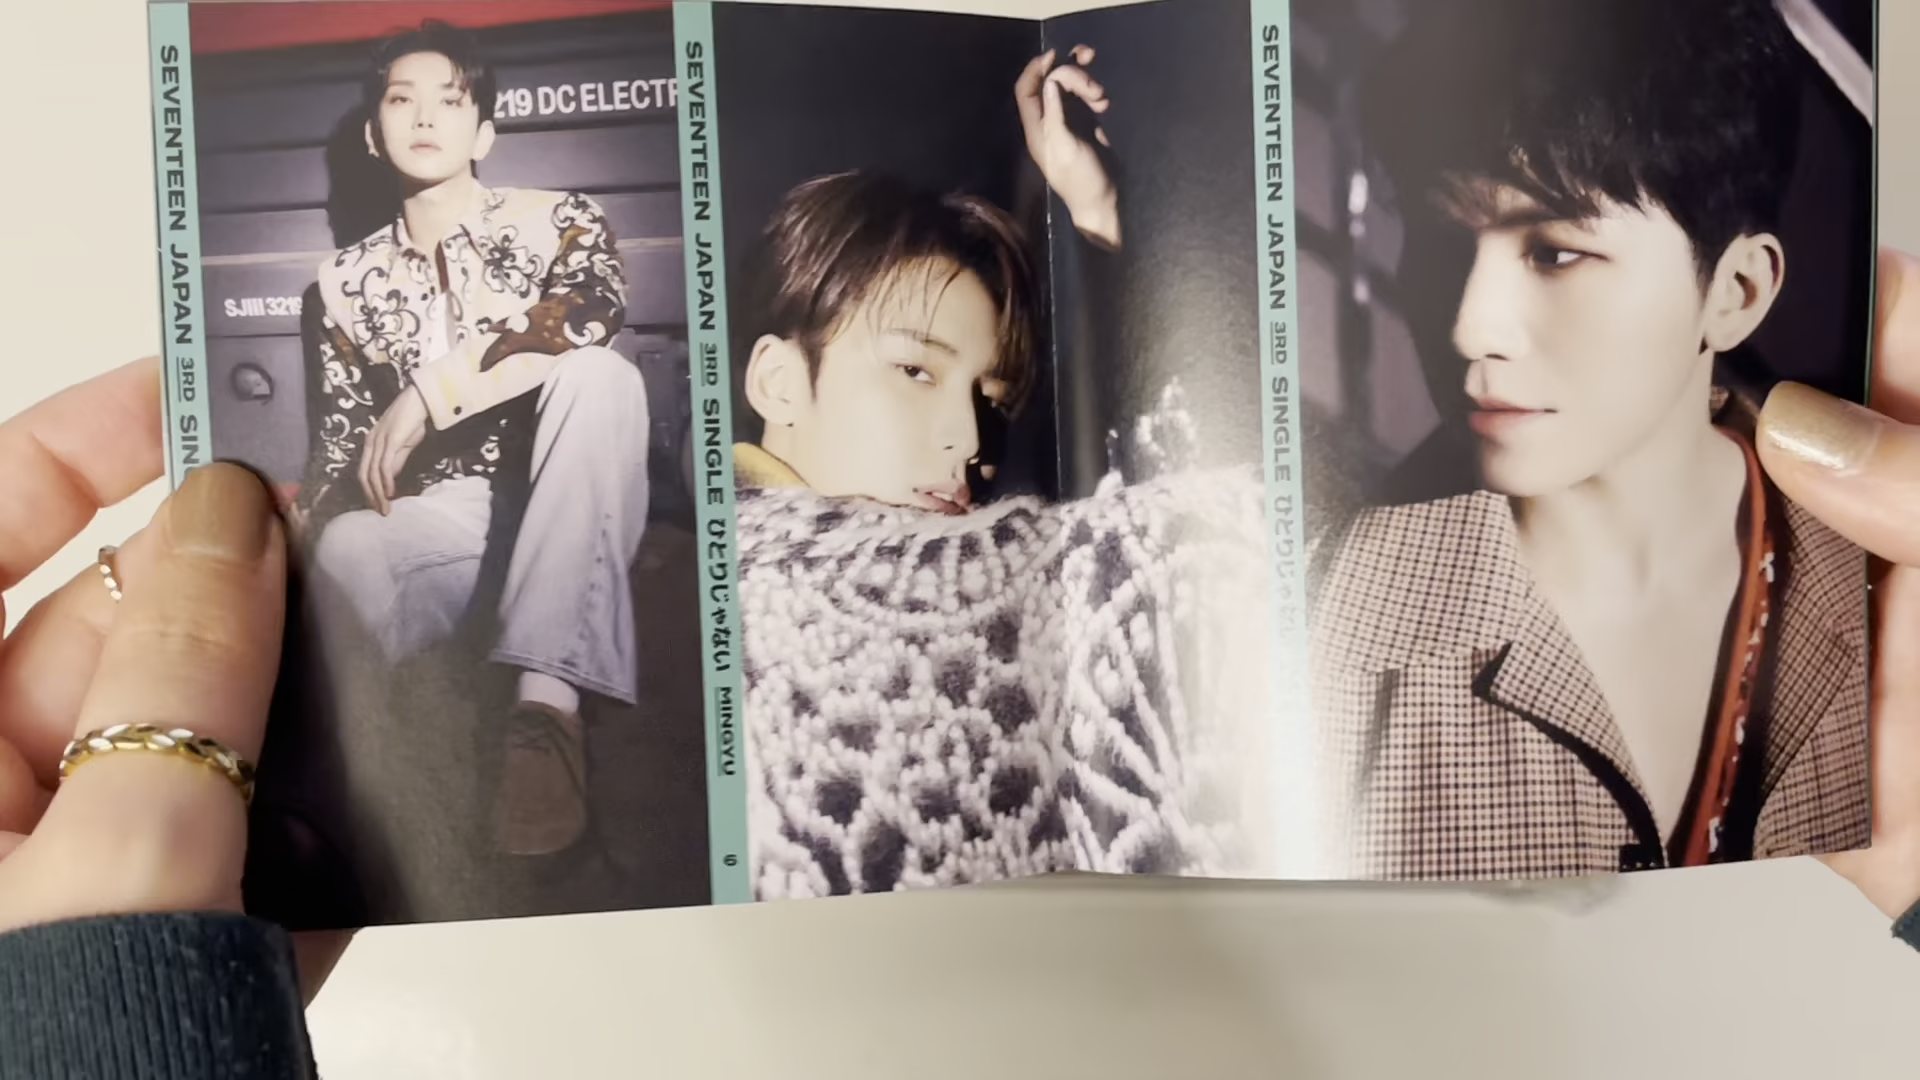 SEVENTEEN JAPAN 3RD SIN
219 DC ELECTR
SJIII 3219
SEVENTEEN JAPAN 3RD SINGLE ひとりじゃない MINGYU 6
SEVENTEEN JAPAN 3RD SINGLE ひとりじゃない